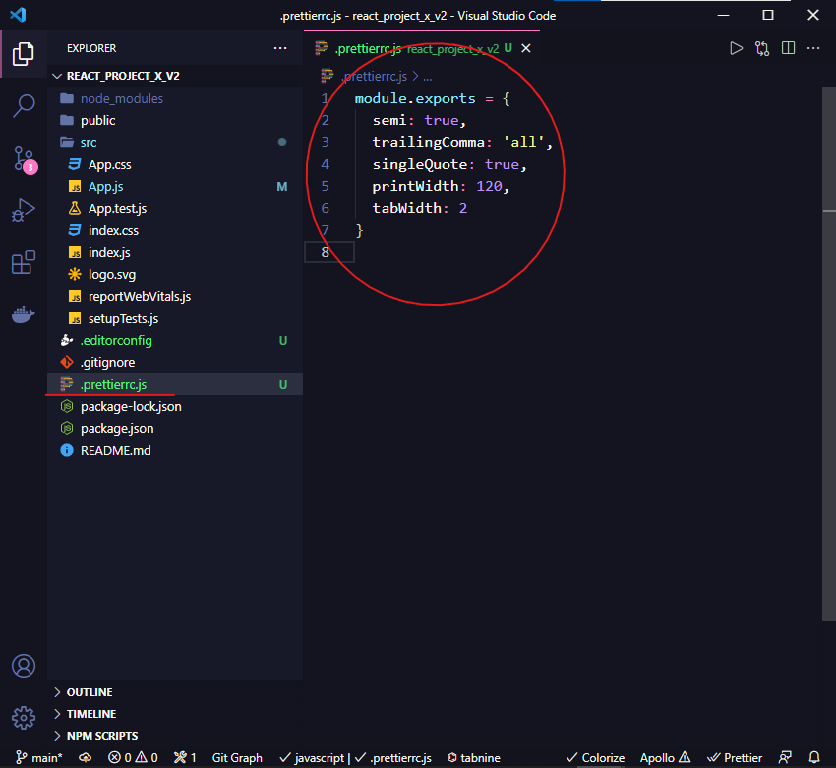 .prettierrc.js - react_project_x_v2 - Visual Studio Code
EXPLORER
REACT_PROJECT_X_V2
node_modules
public
src
App.css
App.js M
App.test.js
index.css
index.js
logo.svg
reportWebVitals.js
setupTests.js
.editorconfig U
.gitignore
.prettierrc.js U
package-lock.json
package.json
README.md
OUTLINE
TIMELINE
NPM SCRIPTS
3
.prettierrc.js react_project_x_v2 U
.prettierrc.js > ...
1 module.exports = {
2 semi: true,
3 trailingComma: 'all',
4 singleQuote: true,
5 printWidth: 120,
6 tabWidth: 2
7 }
8
main* 0 0 1 Git Graph javascript | .prettierrc.js tabnine Colorize Apollo Prettier